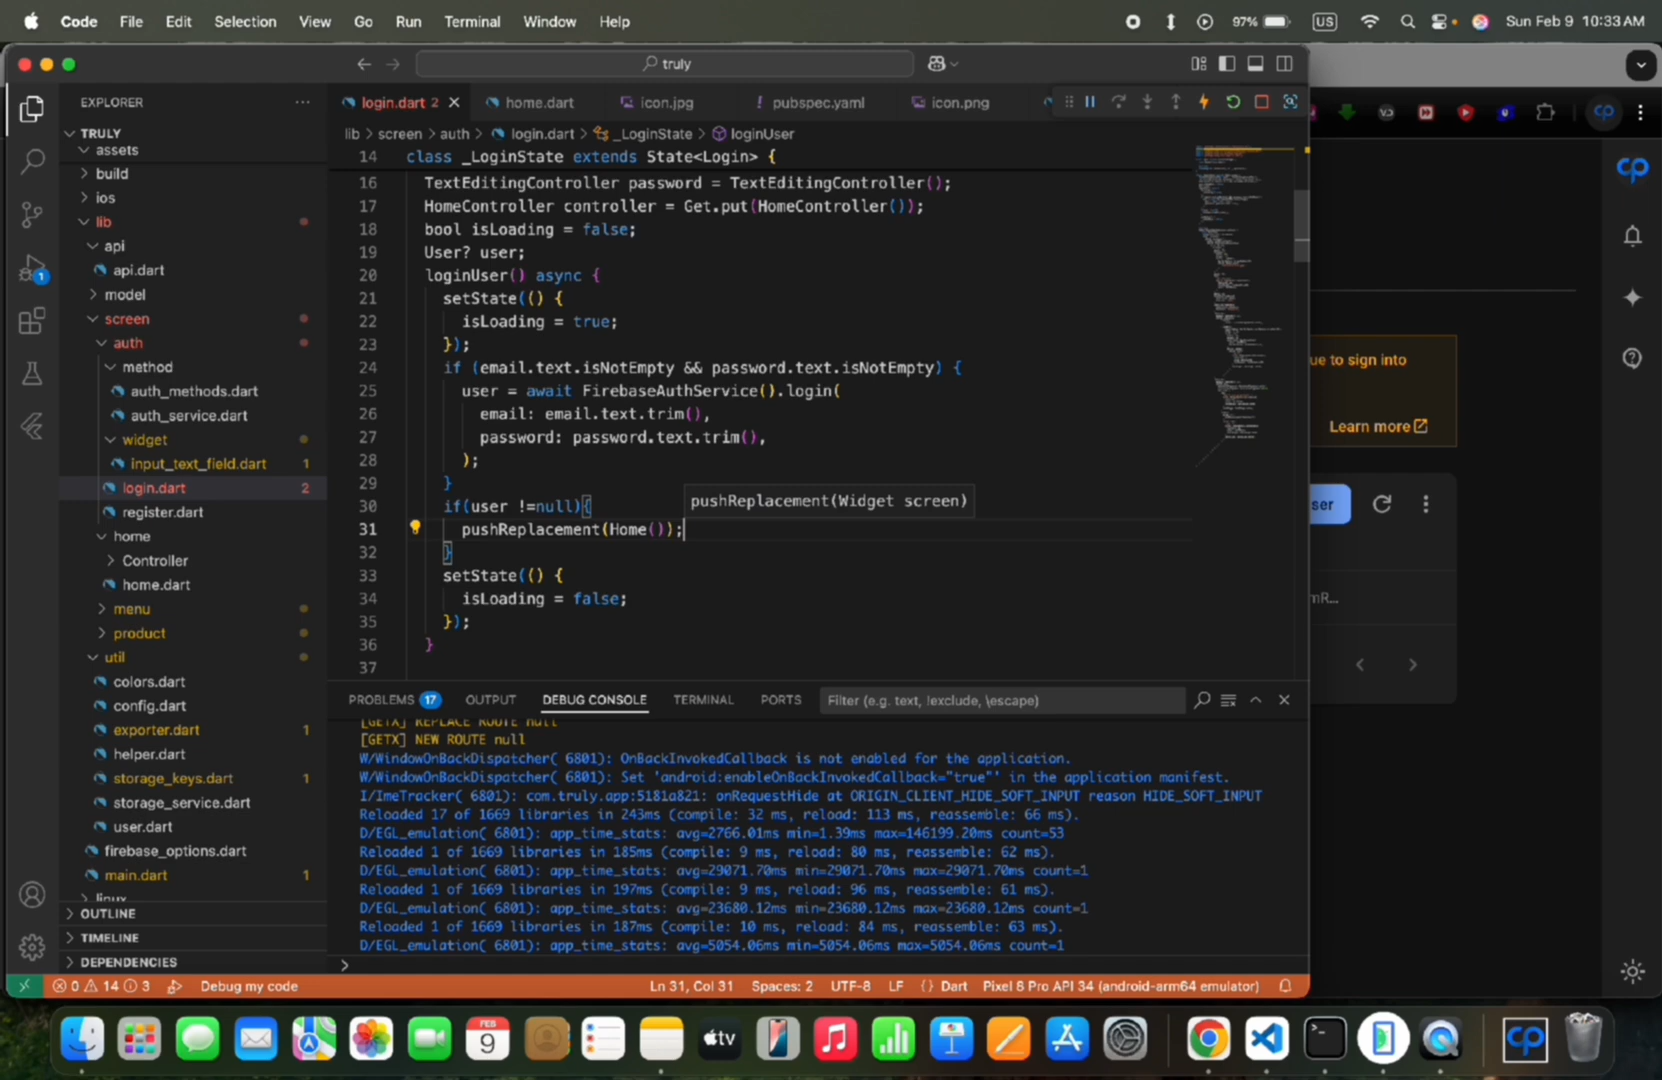 Code File Edit Selection View Go Run Terminal Window Help
97% US Sun Feb 9 10:33 AM
truly
EXPLORER
login.dart 2
home.dart
icon.jpg
! pubspec.yaml
icon.png
lib > screen > auth > login.dart > _LoginState > loginUser
TRULY
assets
build
ios
lib
api
api.dart
model
screen
auth
method
auth_methods.dart
auth_service.dart
widget
input_text_field.dart 1
login.dart 2
register.dart
home
Controller
home.dart
menu
product
util
colors.dart
config.dart
exporter.dart 1
helper.dart
storage_keys.dart 1
storage_service.dart
user.dart
firebase_options.dart
main.dart 1
linux
OUTLINE
TIMELINE
DEPENDENCIES
14 class _LoginState extends State<Login> {
16 TextEditingController password = TextEditingController();
17 HomeController controller = Get.put(HomeController());
18 bool isLoading = false;
19 User? user;
20 loginUser() async {
21 setState(() {
22 isLoading = true;
23 });
24 if (email.text.isNotEmpty && password.text.isNotEmpty) {
25 user = await FirebaseAuthService().login(
26 email: email.text.trim(),
27 password: password.text.trim(),
28 );
29 }
30 if(user !=null){
pushReplacement(Widget screen)
31 pushReplacement(Home());
32 }
33 setState(() {
34 isLoading = false;
35 });
36 }
37
PROBLEMS 17 OUTPUT DEBUG CONSOLE TERMINAL PORTS Filter (e.g. text, !exclude, \escape)
[GETX] REPLACE ROUTE null
[GETX] NEW ROUTE null
W/WindowOnBackDispatcher( 6801): OnBackInvokedCallback is not enabled for the application.
W/WindowOnBackDispatcher( 6801): Set 'android:enableOnBackInvokedCallback="true"' in the application manifest.
I/ImeTracker( 6801): com.truly.app:5181a821: onRequestHide at ORIGIN_CLIENT_HIDE_SOFT_INPUT reason HIDE_SOFT_INPUT
Reloaded 17 of 1669 libraries in 243ms (compile: 32 ms, reload: 113 ms, reassemble: 66 ms).
D/EGL_emulation( 6801): app_time_stats: avg=2766.01ms min=1.39ms max=146199.20ms count=53
Reloaded 1 of 1669 libraries in 185ms (compile: 9 ms, reload: 80 ms, reassemble: 62 ms).
D/EGL_emulation( 6801): app_time_stats: avg=29071.70ms min=29071.70ms max=29071.70ms count=1
Reloaded 1 of 1669 libraries in 197ms (compile: 9 ms, reload: 96 ms, reassemble: 61 ms).
D/EGL_emulation( 6801): app_time_stats: avg=23680.12ms min=23680.12ms max=23680.12ms count=1
Reloaded 1 of 1669 libraries in 187ms (compile: 10 ms, reload: 84 ms, reassemble: 63 ms).
D/EGL_emulation( 6801): app_time_stats: avg=5054.06ms min=5054.06ms max=5054.06ms count=1
>
0 14 3 Debug my code
Ln 31, Col 31 Spaces: 2 UTF-8 LF {} Dart Pixel 6 Pro API 34 (android-arm64 emulator)
1
cp
cp
ue to sign into
Learn more
ser
mR...
FEB
9
tv
cp